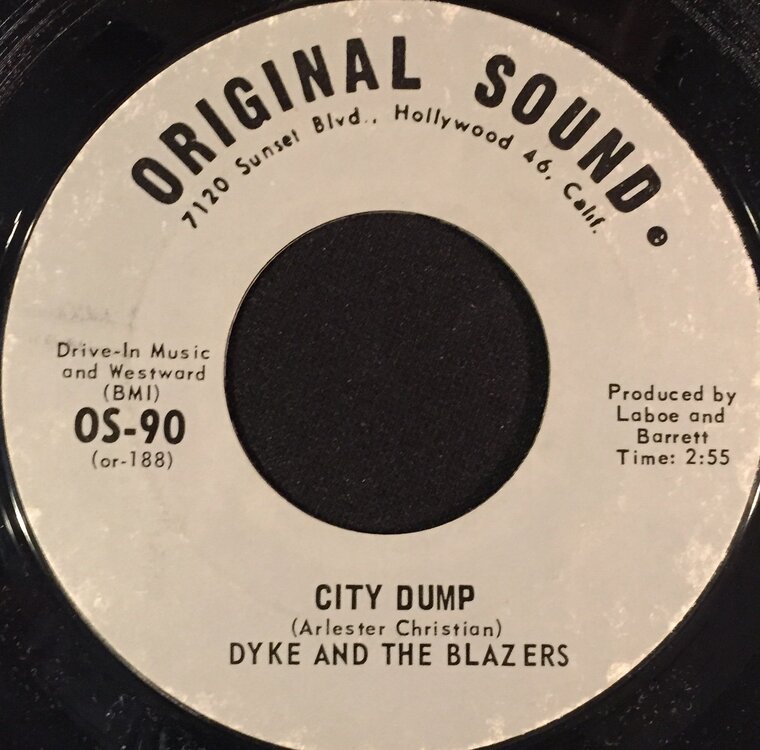 ORIGINAL SOUND
7120 Sunset Blvd., Hollywood 46, Calif.
Drive-In Music
and Westward
(BMI)
OS-90
(or-188)
Produced by
Laboe and
Barrett
Time: 2:55
CITY DUMP
(Arlester Christian)
DYKE AND THE BLAZERS